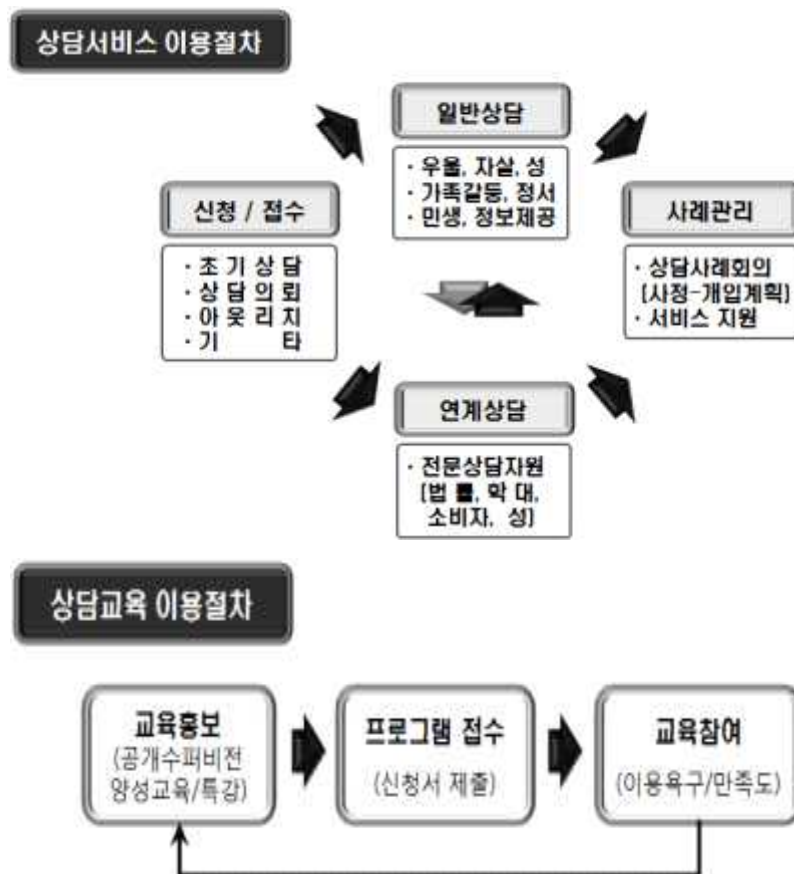 상담서비스 이용절차
일반상담
· 우울, 자살, 성
· 가족갈등, 정서
· 민생, 정보제공
신청 / 접수
· 초 기 상 담
· 상 담 의 뢰
· 아 웃 리 치
· 기 타
사례관리
· 상담사례회의
(사정-개입계획)
· 서비스 지원
연계상담
· 전문상담자원
(법 률, 학 대,
소비자, 성)
상담교육 이용절차
교육홍보
(공개수퍼비전
양성교육/특강)
프로그램 접수
(신청서 제출)
교육참여
(이용욕구/만족도)